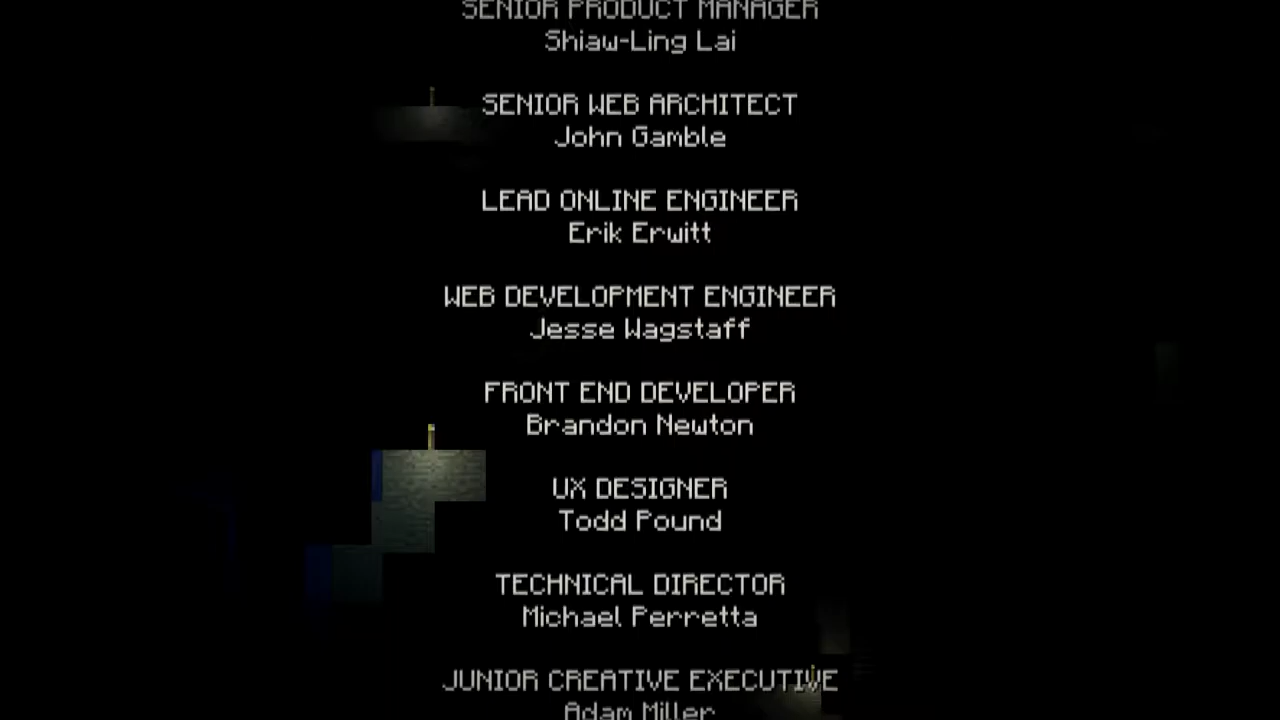 SENIOR PRODUCT MANAGER
Shiaw-Ling Lai
SENIOR WEB ARCHITECT
John Gamble
LEAD ONLINE ENGINEER
Erik Erwitt
WEB DEVELOPMENT ENGINEER
Jesse Wagstaff
FRONT END DEVELOPER
Brandon Newton
UX DESIGNER
Todd Pound
TECHNICAL DIRECTOR
Michael Perretta
JUNIOR CREATIVE EXECUTIVE
Adam Miller